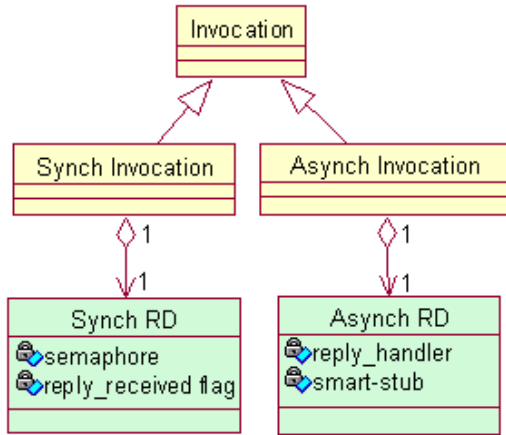 Invocation
Synch Invocation
Asynch Invocation
1
1
1
1
Synch RD
Asynch RD
semaphore
reply_received flag
reply_handler
smart-stub